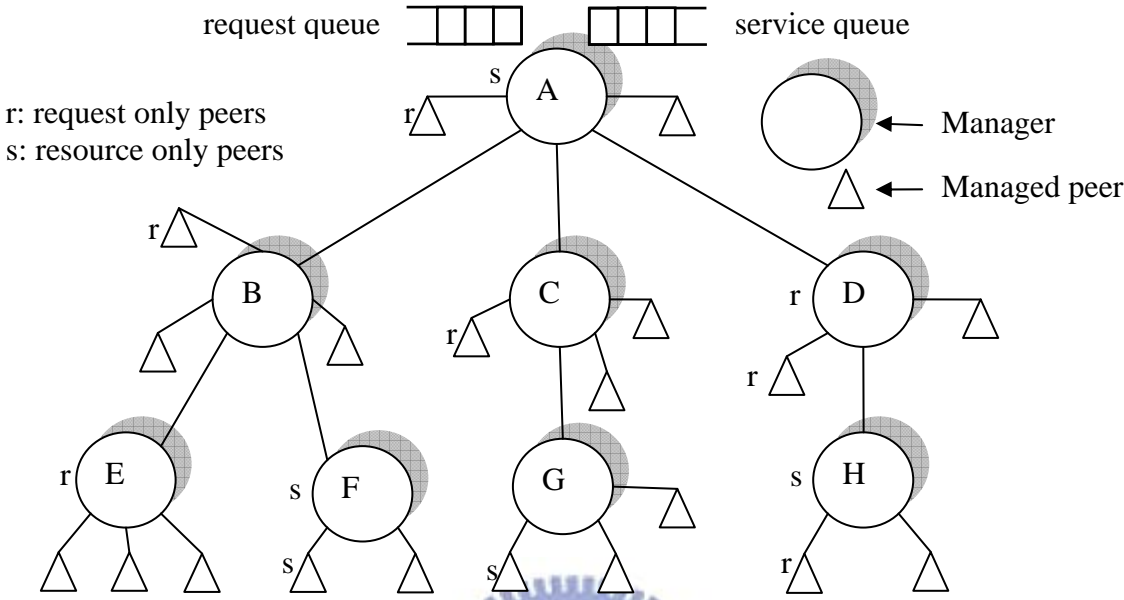 request queue
service queue
s
A
r
r: request only peers
s: resource only peers
Manager
Managed peer
r
B
C
r
D
r
r
E
r
F
s
G
H
s
s
s
r